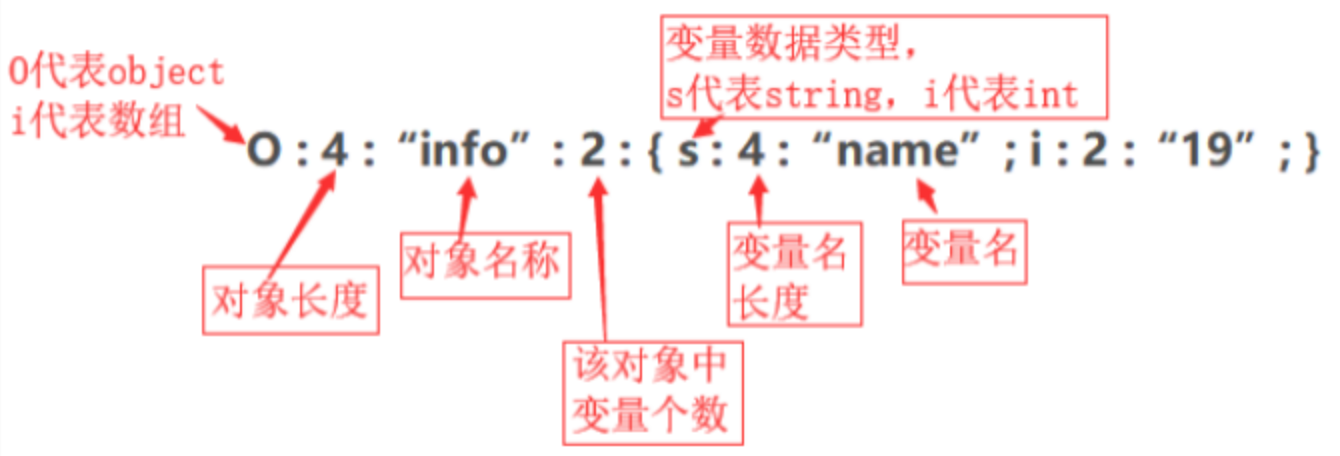 变量数据类型，
s代表string，i代表int
O代表object
i代表数组
O：4：“info”：2：{ s：4：“name”；i：2：“19”；}
对象长度
对象名称
该对象中
变量个数
变量名
长度
变量名